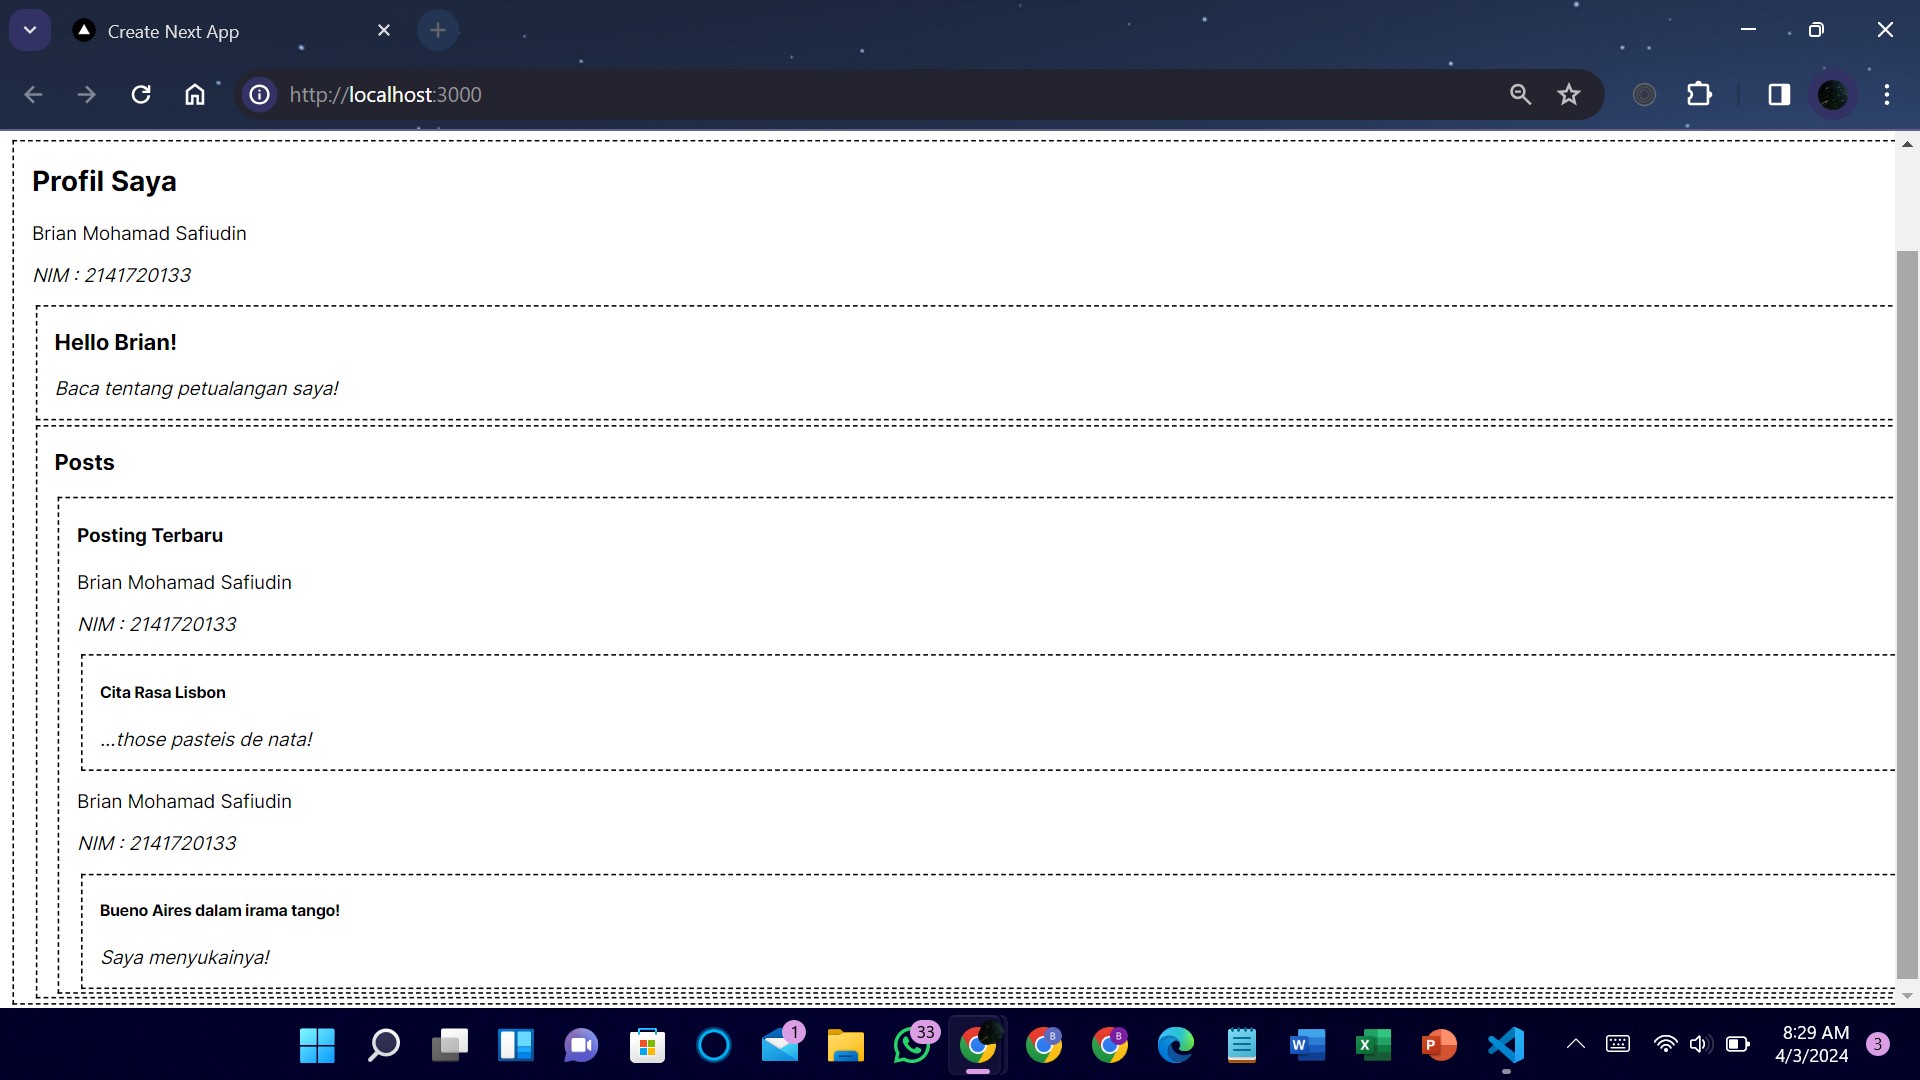 Create Next App
http://localhost:3000
Profil Saya
Brian Mohamad Safiudin
NIM : 2141720133
Hello Brian!
Baca tentang petualangan saya!
Posts
Posting Terbaru
Brian Mohamad Safiudin
NIM : 2141720133
Cita Rasa Lisbon
...those pasteis de nata!
Brian Mohamad Safiudin
NIM : 2141720133
Bueno Aires dalam irama tango!
Saya menyukainya!
1
33
B
B
W
X
P
8:29 AM
4/3/2024
3